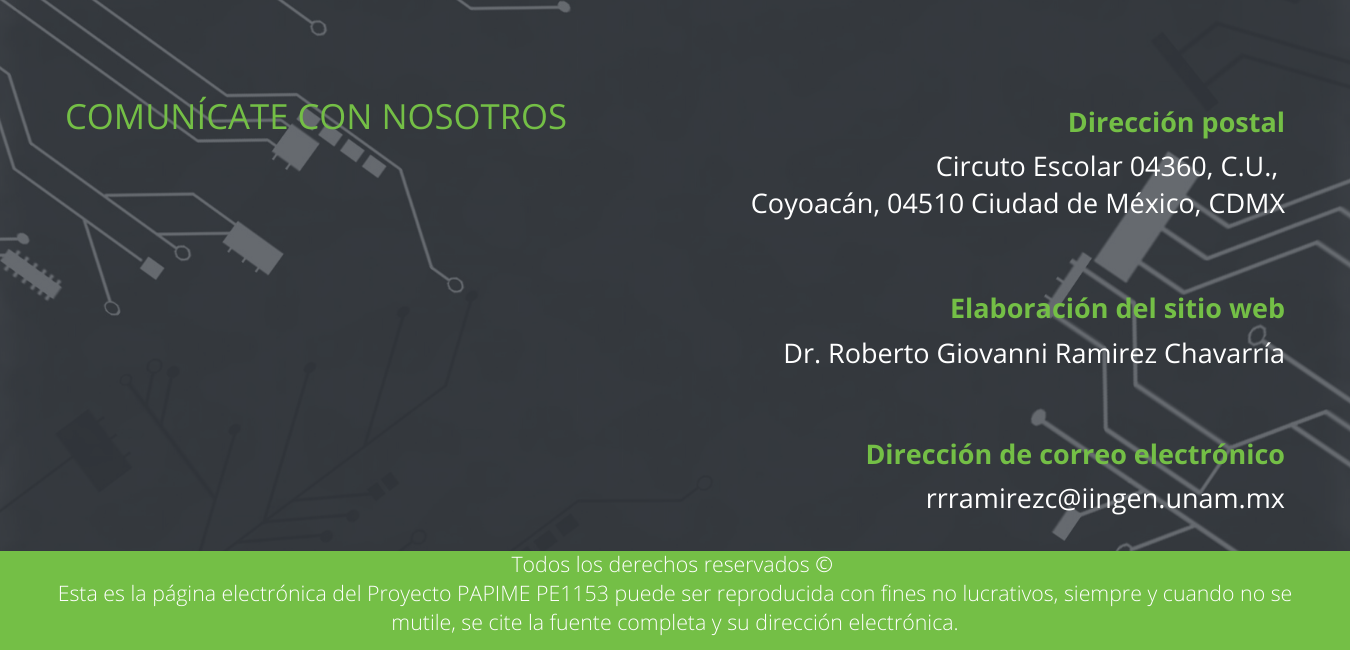 COMUNÍCATE CON NOSOTROS
Dirección postal
Circuto Escolar 04360, C.U.,
Coyoacán, 04510 Ciudad de México, CDMX
Elaboración del sitio web
Dr. Roberto Giovanni Ramirez Chavarría
Dirección de correo electrónico
rrramirezc@iingen.unam.mx
Todos los derechos reservados ©
Esta es la página electrónica del Proyecto PAPIME PE1153 puede ser reproducida con fines no lucrativos, siempre y cuando no se
mutile, se cite la fuente completa y su dirección electrónica.